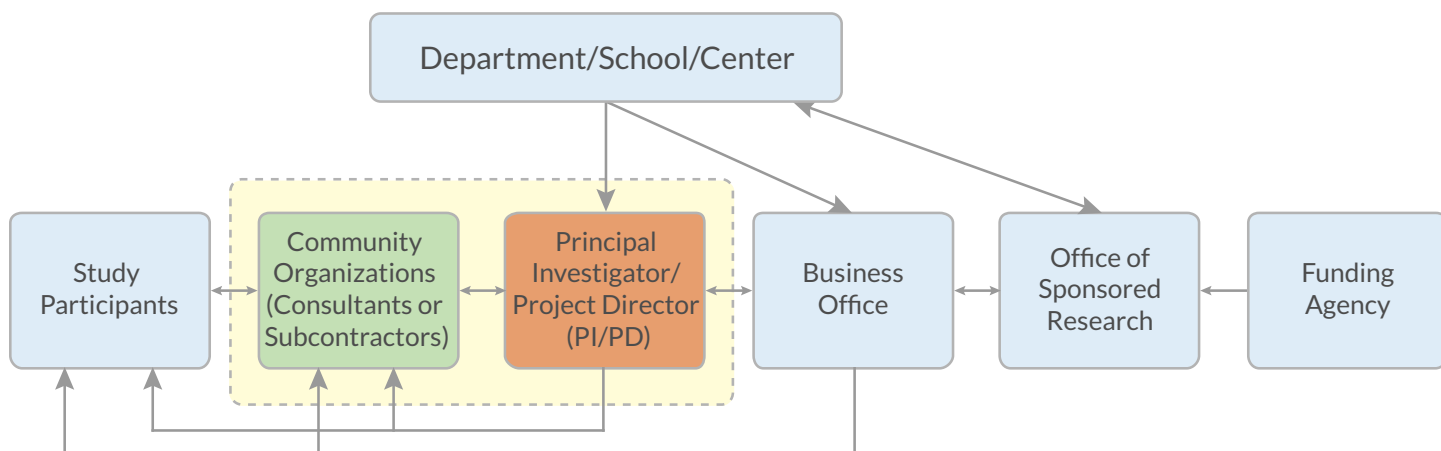 Department/School/Center
Study
Participants
Community
Organizations
(Consultants or
Subcontractors)
Principal
Investigator/
Project Director
(PI/PD)
Business
Office
Office of
Sponsored
Research
Funding
Agency